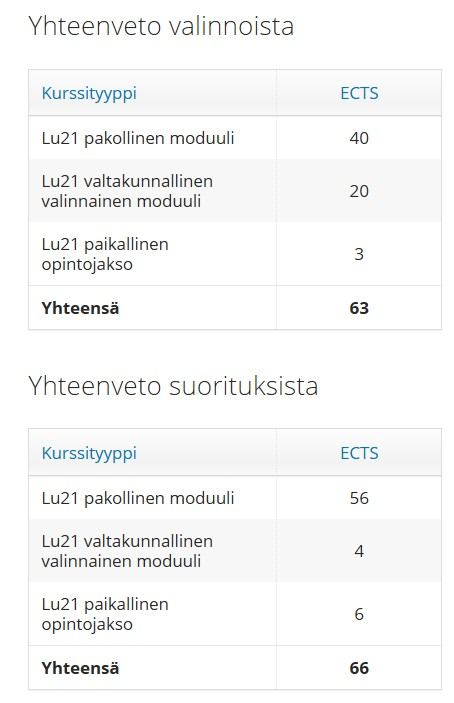 Yhteenveto valinnoista
Kurssityyppi ECTS
Lu21 pakollinen moduuli 40
Lu21 valtakunnallinen
valinnainen moduuli 20
Lu21 paikallinen
opintojakso 3
Yhteensä 63
Yhteenveto suorituksista
Kurssityyppi ECTS
Lu21 pakollinen moduuli 56
Lu21 valtakunnallinen
valinnainen moduuli 4
Lu21 paikallinen
opintojakso 6
Yhteensä 66